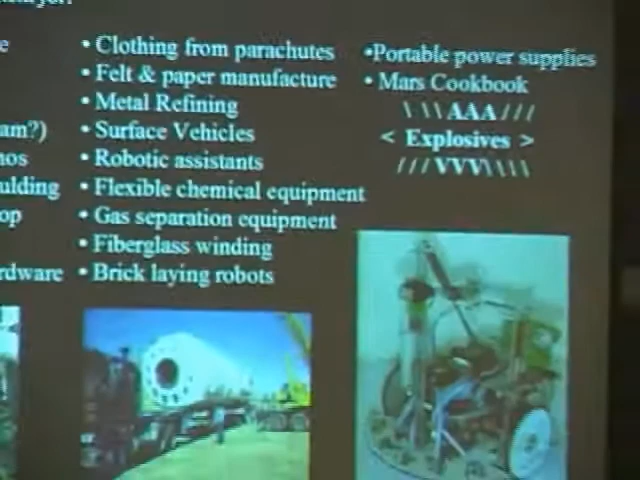 • Clothing from parachutes
• Felt & paper manufacture
• Metal Refining
am?) • Surface Vehicles
• Robotic assistants
• Flexible chemical equipment
• Gas separation equipment
• Fiberglass winding
• Brick laying robots
•Portable power supplies
• Mars Cookbook
\ \\AAA///
< Explosives >
///VVV\\\\